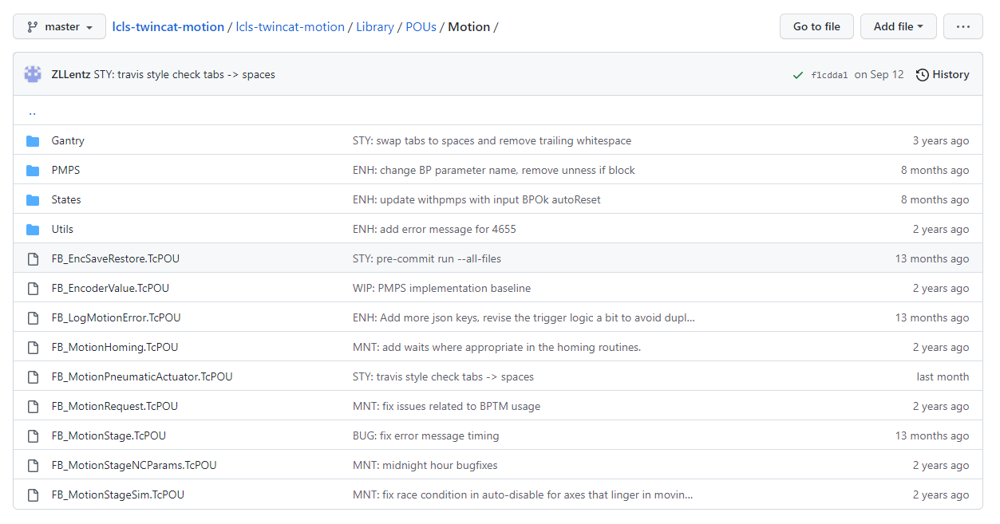 master lcls-twincat-motion / lcls-twincat-motion / Library / POUs / Motion / Go to file Add file ...
ZLLentz STY: travis style check tabs -> spaces f1cdda1 on Sep 12 History
..
Gantry STY: swap tabs to spaces and remove trailing whitespace 3 years ago
PMPS ENH: change BP parameter name, remove unness if block 8 months ago
States ENH: update withpmps with input BPOk autoReset 8 months ago
Utils ENH: add error message for 4655 2 years ago
FB_EncSaveRestore.TcPOU STY: pre-commit run --all-files 13 months ago
FB_EncoderValue.TcPOU WIP: PMPS implementation baseline 2 years ago
FB_LogMotionError.TcPOU ENH: Add more json keys, revise the trigger logic a bit to avoid dupl... 13 months ago
FB_MotionHoming.TcPOU MNT: add waits where appropriate in the homing routines. 2 years ago
FB_MotionPneumaticActuator.TcPOU STY: travis style check tabs -> spaces last month
FB_MotionRequest.TcPOU MNT: fix issues related to BPTM usage 2 years ago
FB_MotionStage.TcPOU BUG: fix error message timing 13 months ago
FB_MotionStageNCParams.TcPOU MNT: midnight hour bugfixes 2 years ago
FB_MotionStageSim.TcPOU MNT: fix race condition in auto-disable for axes that linger in movin... 2 years ago